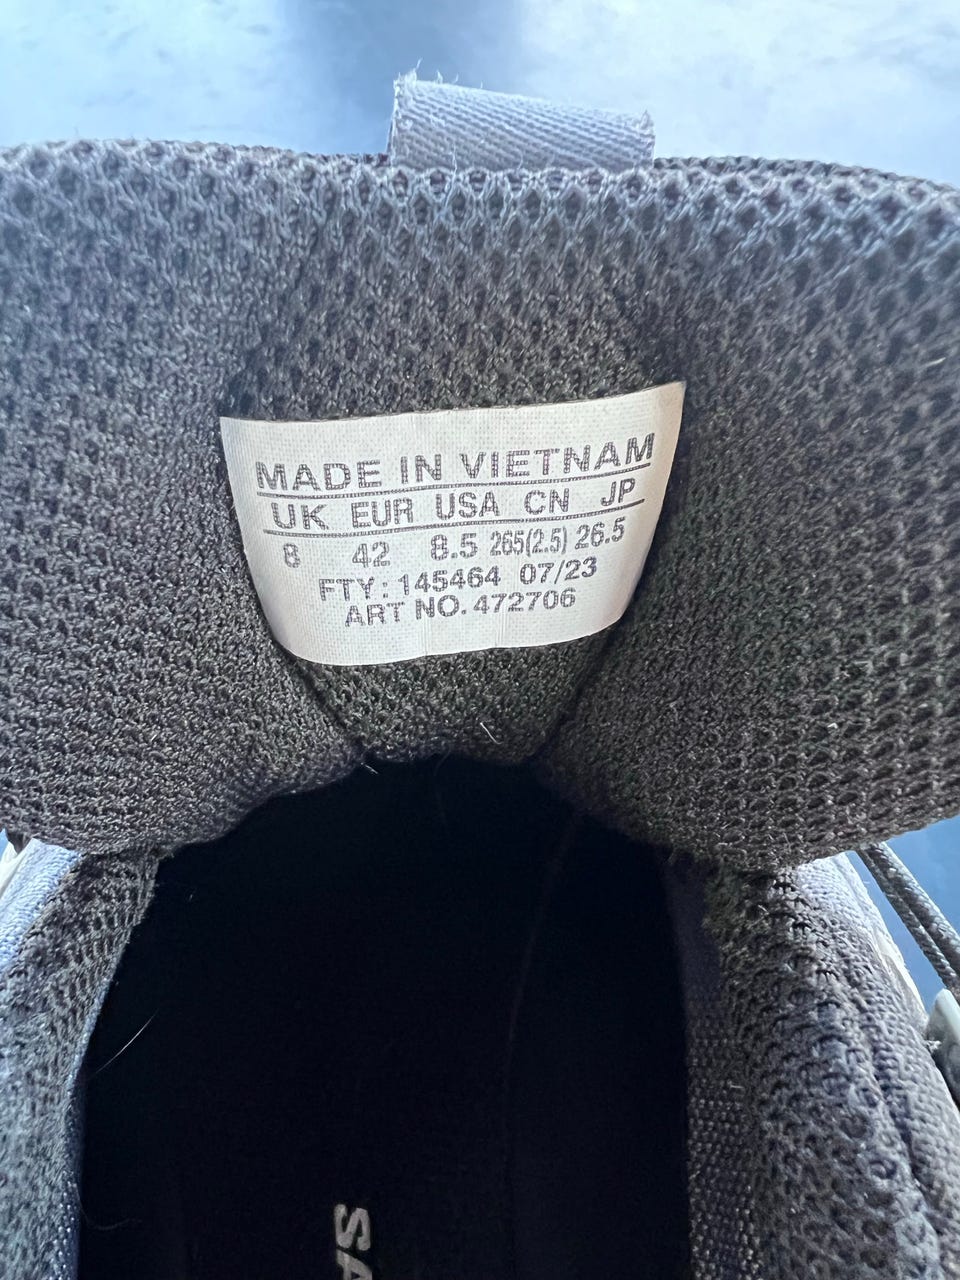 MADE IN VIETNAM
UK EUR USA CN JP
8 42 8.5 265(2.5) 26.5
FTY: 145464 07/23
ART NO. 472706
SA